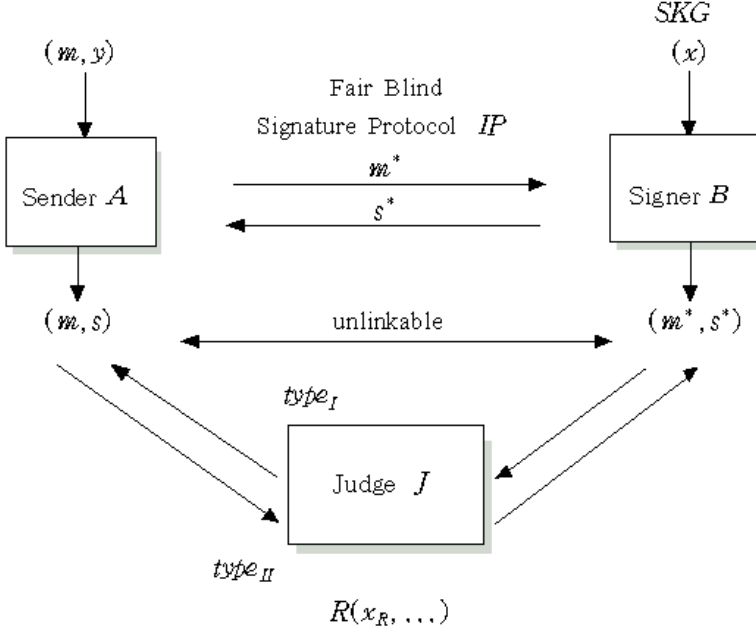 SKG
(m, y)
(x)
Fair Blind
Signature Protocol IP
m*
Sender A
Signer B
s*
(m, s)
unlinkable
(m*, s*)
type_I
Judge J
type_II
R(x_R, ...)